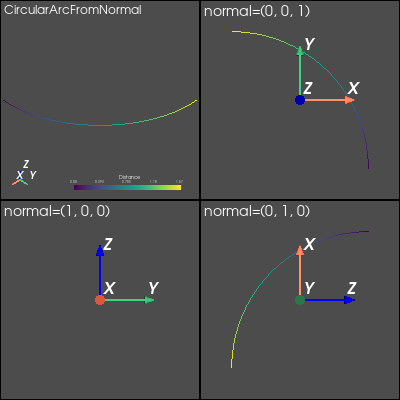 CircularArcFromNormal
Z
X Y
Distance
normal=(0, 0, 1)
Y
Z X
normal=(1, 0, 0)
Z
X Y
normal=(0, 1, 0)
X
Y Z